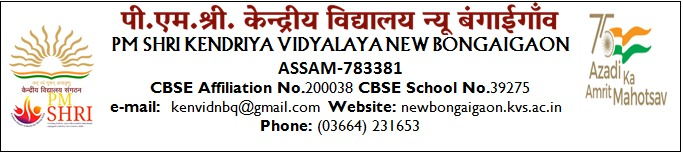 पी.एम.श्री. केन्द्रीय विद्यालय न्यू बंगाईगाँव
PM SHRI KENDRIYA VIDYALAYA NEW BONGAIGAON
ASSAM-783381
CBSE Affiliation No.200038 CBSE School No.39275
e-mail: kenvidnbq@gmail.com Website: newbongaigaon.kvs.ac.in
Phone: (03664) 231653
केन्द्रीय विद्यालय संगठन
PM
SHRI
75
Azadi
Ka
Amrit Mahotsav